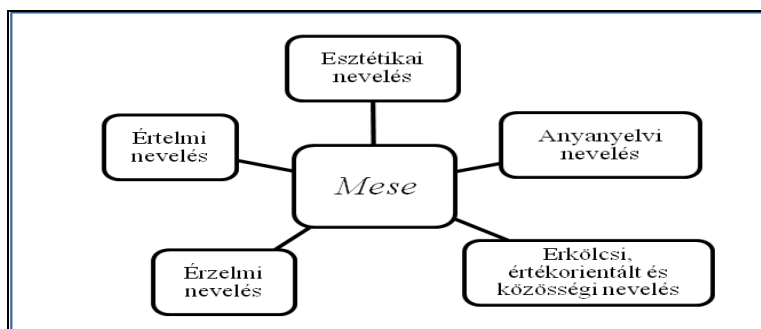 Esztétikai
nevelés
Értelmi
nevelés
Anyanyelvi
nevelés
Mese
Érzelmi
nevelés
Erkölcsi,
értékorientált és
közösségi nevelés